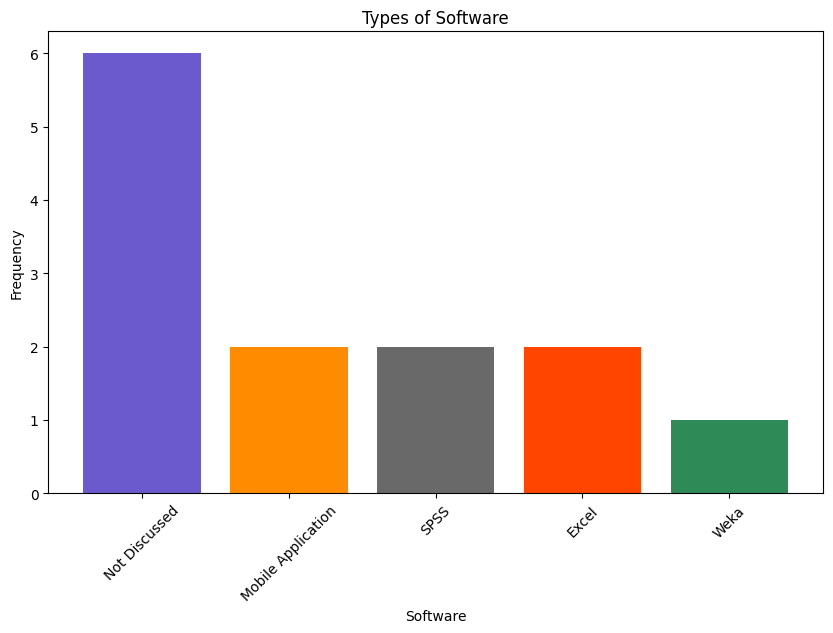 Types of Software
Frequency
6
5
4
3
2
1
0
Not Discussed
Mobile Application
SPSS
Excel
Weka
Software